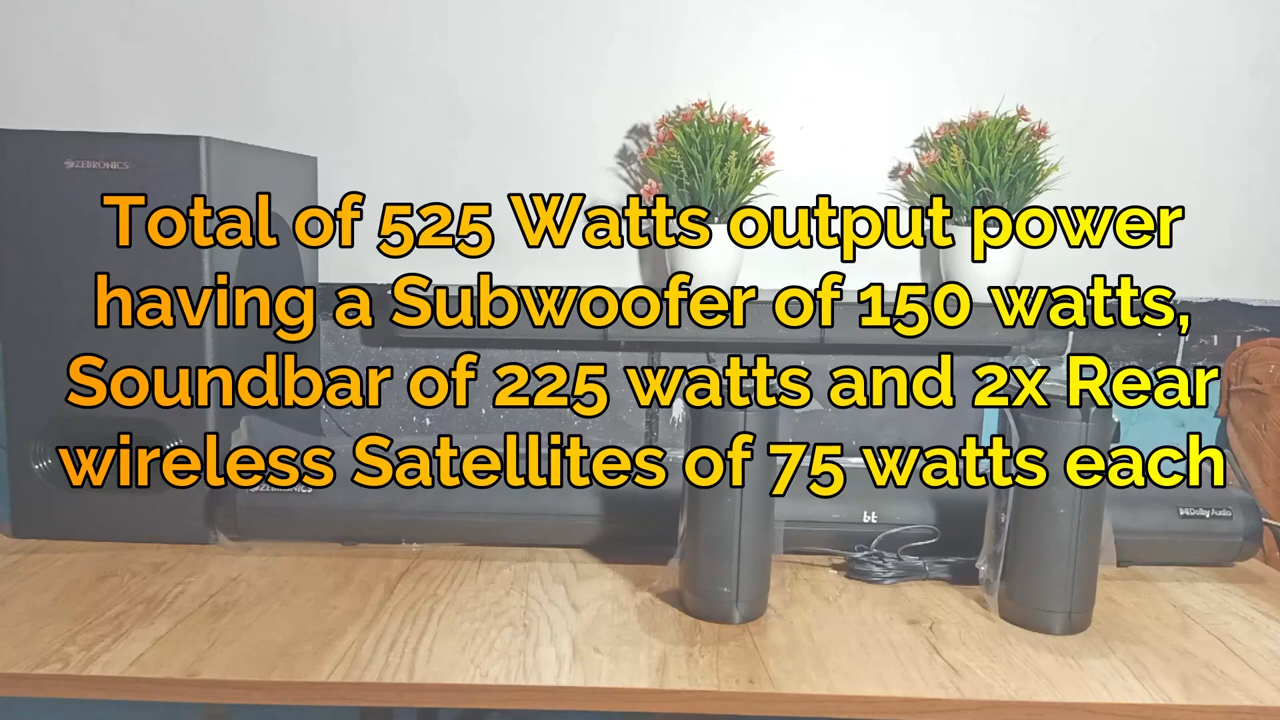 ZEBRONICS
Total of 525 Watts output power
having a Subwoofer of 150 watts,
Soundbar of 225 watts and 2x Rear
wireless Satellites of 75 watts each
ZEBRONICS
bt
Dolby Audio